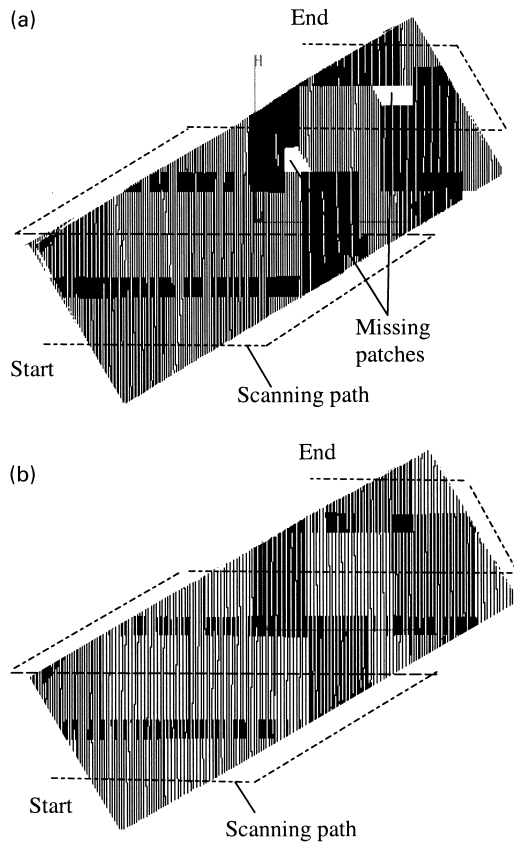 (a)
End
Missing
patches
Start
Scanning path
(b)
End
Start
Scanning path